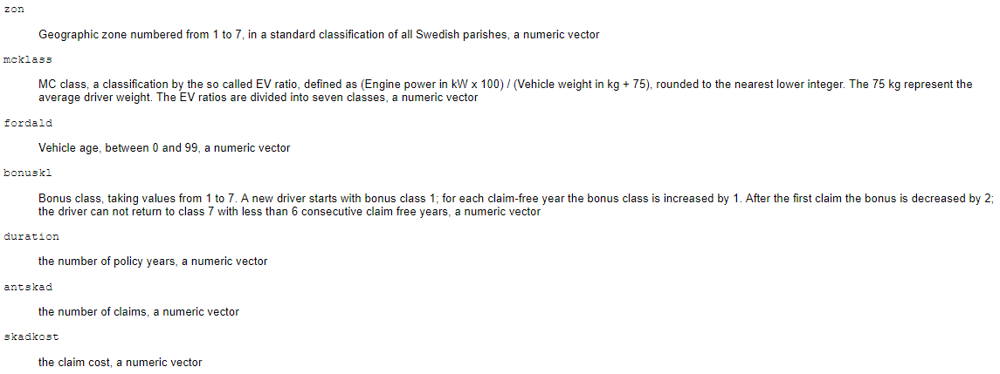 zon
Geographic zone numbered from 1 to 7, in a standard classification of all Swedish parishes, a numeric vector
mcklass
MC class, a classification by the so called EV ratio, defined as (Engine power in kW x 100) / (Vehicle weight in kg + 75), rounded to the nearest lower integer. The 75 kg represent the
average driver weight. The EV ratios are divided into seven classes, a numeric vector
fordald
Vehicle age, between 0 and 99, a numeric vector
bonuskl
Bonus class, taking values from 1 to 7. A new driver starts with bonus class 1; for each claim-free year the bonus class is increased by 1. After the first claim the bonus is decreased by 2;
the driver can not return to class 7 with less than 6 consecutive claim free years, a numeric vector
duration
the number of policy years, a numeric vector
antskad
the number of claims, a numeric vector
skadkost
the claim cost, a numeric vector